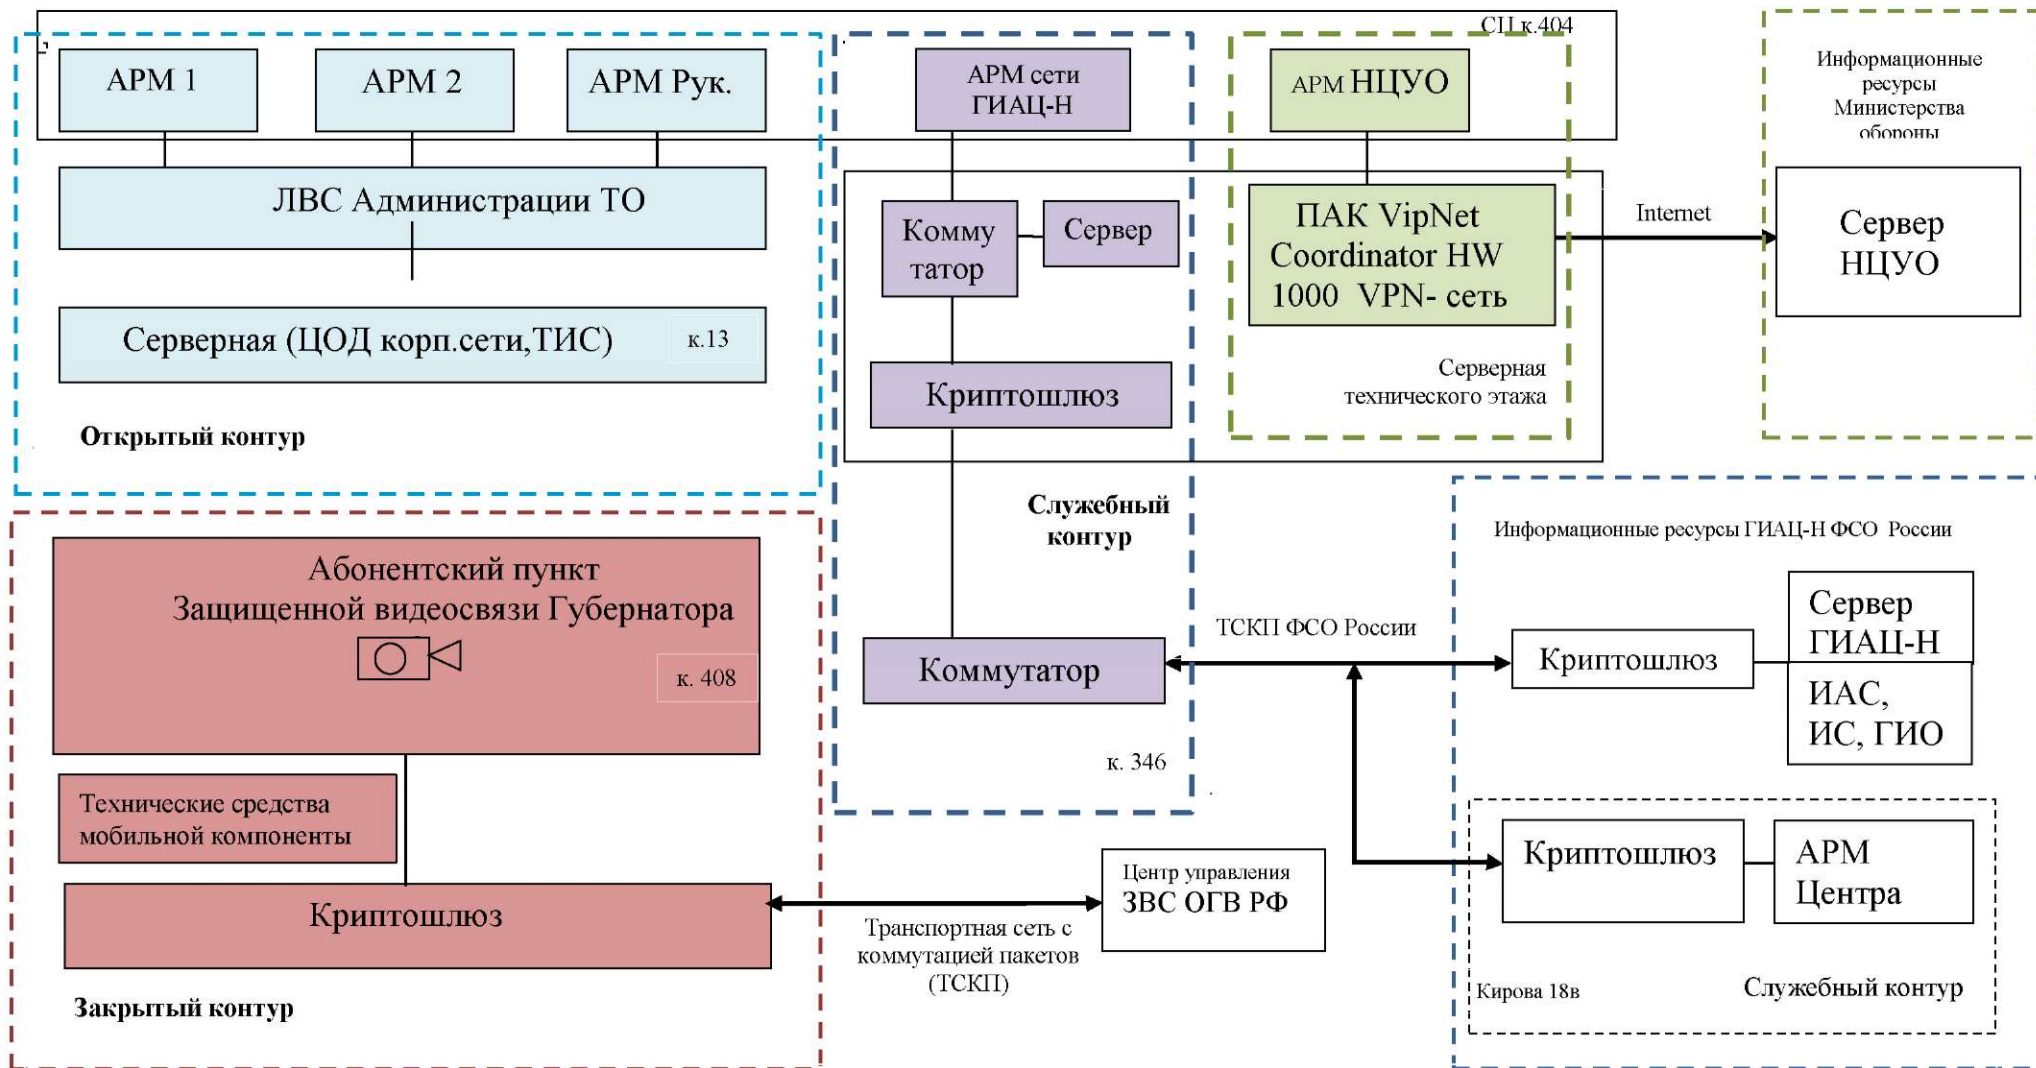 СЦ к.404
АРМ 1
АРМ 2
АРМ Рук.
АРМ сети
ГИАЦ-Н
АРМ НЦУО
Информационные
ресурсы
Министерства
обороны
ЛВС Администрации ТО
Комму
татор
Сервер
ПАК VipNet
Coordinator HW
1000 VPN- сеть
Internet
Сервер
НЦУО
Серверная (ЦОД корп.сети,ТИС)
к.13
Криптошлюз
Серверная
технического этажа
Открытый контур
Служебный
контур
Информационные ресурсы ГИАЦ-Н ФСО России
Абонентский пункт
Защищенной видеосвязи Губернатора
к. 408
Коммутатор
ТСКП ФСО России
Криптошлюз
Сервер
ГИАЦ-Н
ИАС,
ИС, ГИО
к. 346
Технические средства
мобильной компоненты
Криптошлюз
Центр управления
ЗВС ОГВ РФ
Транспортная сеть с
коммутацией пакетов
(ТСКП)
Криптошлюз
АРМ
Центра
Кирова 18в
Служебный контур
Закрытый контур